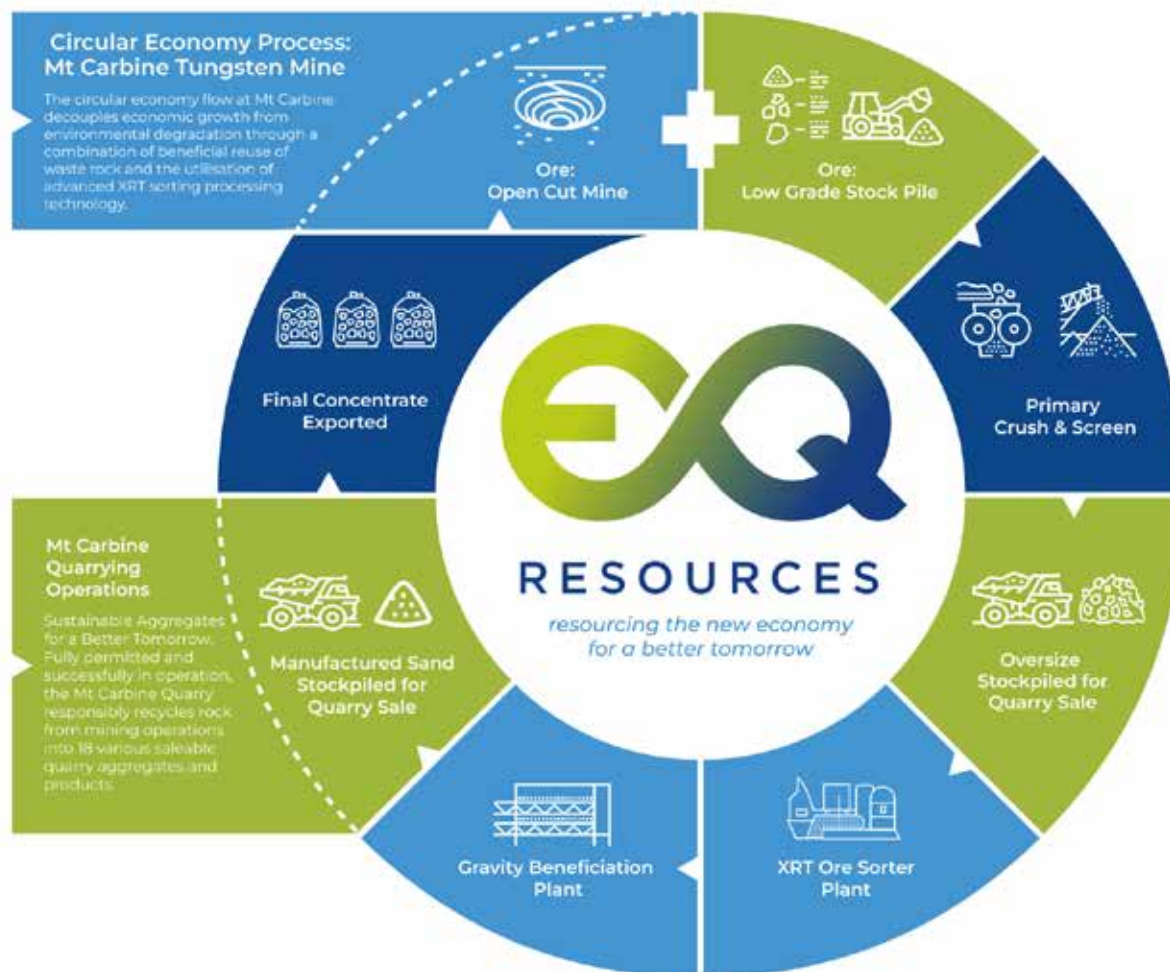 Circular Economy Process:
Mt Carbine Tungsten Mine
The circular economy flow at Mt Carbine
decouples economic growth from
environmental degradation through a
combination of beneficial reuse of
waste rock and the utilisation of
advanced XRT sorting processing
technology.
Ore:
Open Cut Mine
Ore:
Low Grade Stock Pile
Primary
Crush & Screen
Oversize
Stockpiled for
Quarry Sale
XRT Ore Sorter
Plant
Gravity Beneficiation
Plant
Manufactured Sand
Stockpiled for
Quarry Sale
Final Concentrate
Exported
Mt Carbine
Quarrying
Operations
Sustainable Aggregates
for a Better Tomorrow.
Fully permitted and
successfully in operation,
the Mt Carbine Quarry
responsibly recycles rock
from mining operations
into 18 various saleable
quarry aggregates and
products
EQ
RESOURCES
resourcing the new economy
for a better tomorrow